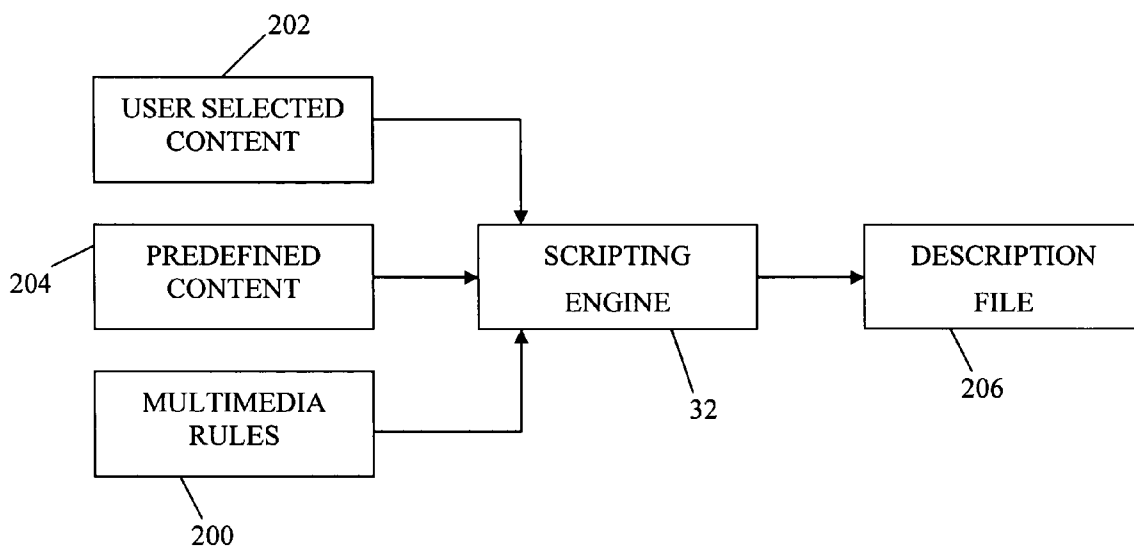 202
USER SELECTED
CONTENT
204
PREDEFINED
CONTENT
SCRIPTING
ENGINE
32
DESCRIPTION
FILE
206
MULTIMEDIA
RULES
200